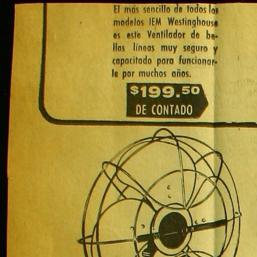 El más sencillo de todos los
modelos IEM Westinghouse
es este Ventilador de be-
llas líneas muy seguro y
capacitado para funcionar-
le por muchos años.
$199.50
DE CONTADO